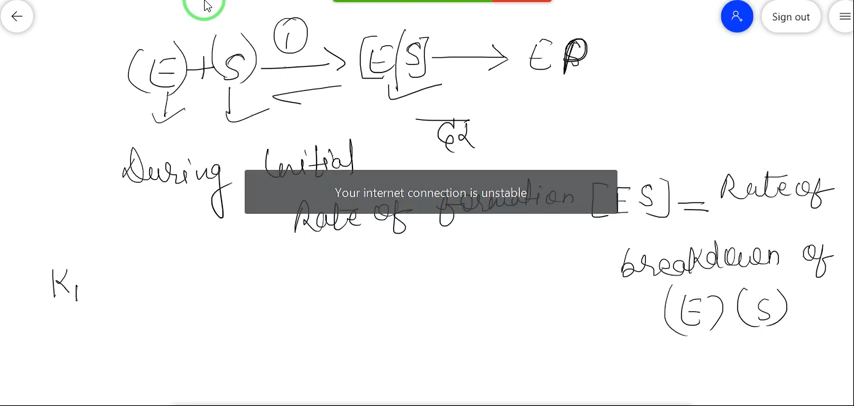 Sign out
①
(E) + (S) → [E/S] → E P
During Initial
Your internet connection is unstable
Rate of formation [ES] = Rate of
breakdown of
K1
(E) (S)